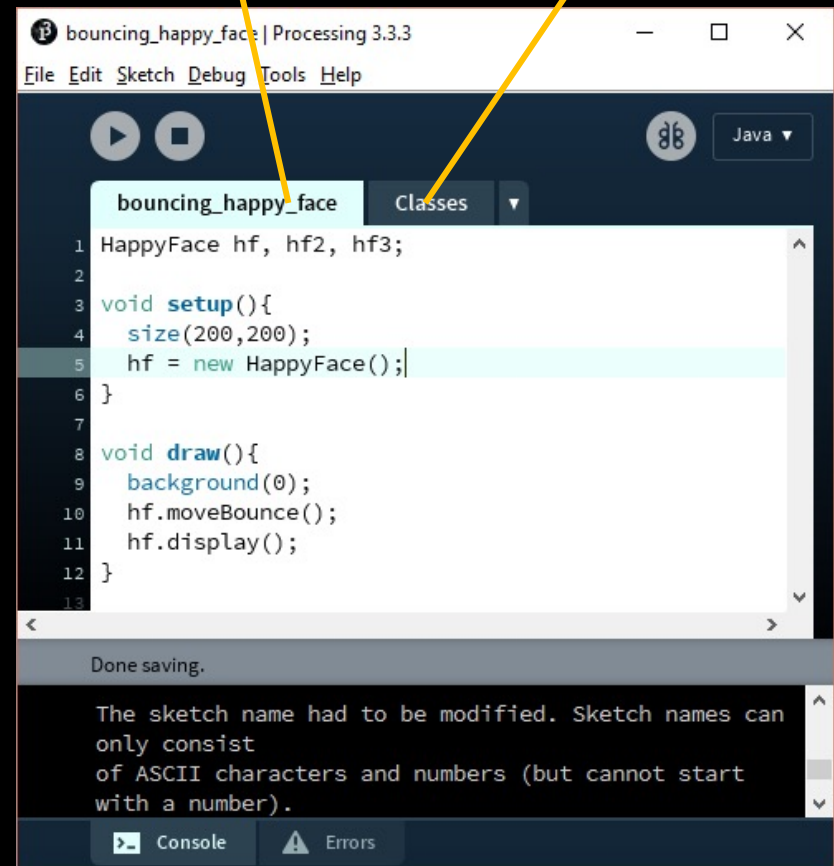 bouncing_happy_face | Processing 3.3.3
File Edit Sketch Debug Tools Help
Java ▼
bouncing_happy_face Classes ▼
1 HappyFace hf, hf2, hf3;
2
3 void setup(){
4   size(200,200);
5   hf = new HappyFace();
6 }
7
8 void draw(){
9   background(0);
10   hf.moveBounce();
11   hf.display();
12 }
13
Done saving.
The sketch name had to be modified. Sketch names can
only consist
of ASCII characters and numbers (but cannot start
with a number).
Console Errors